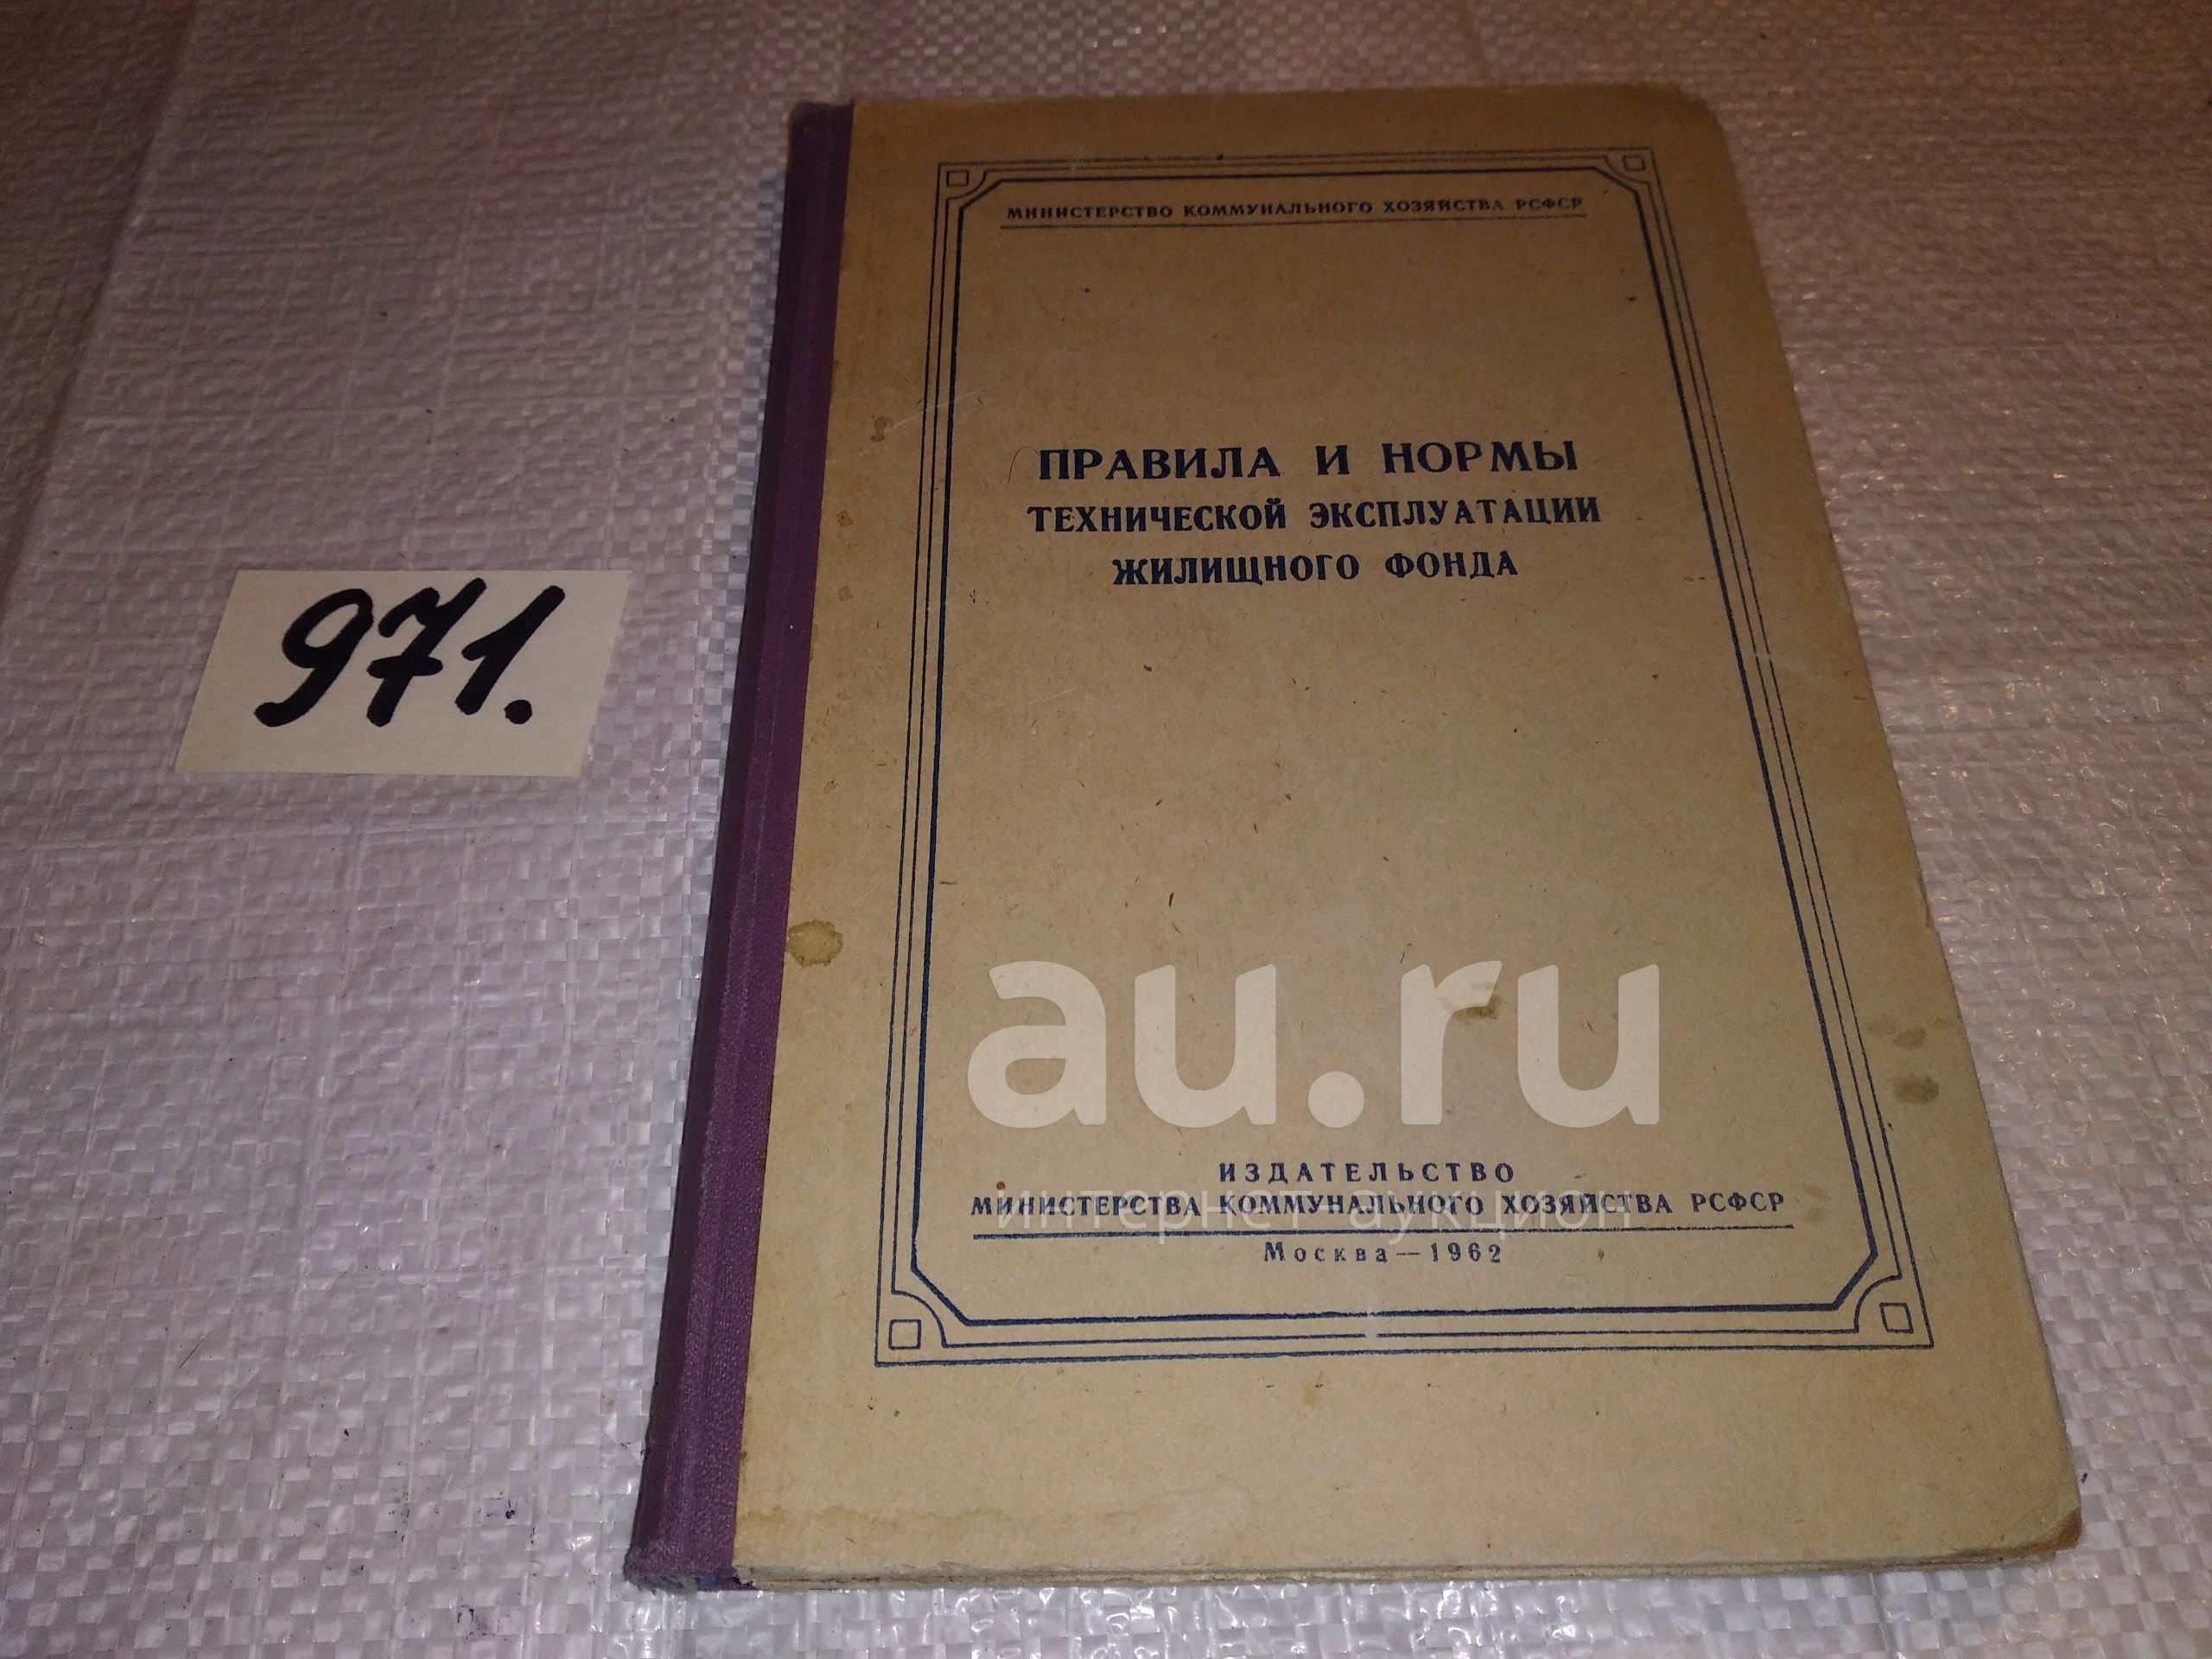 МИНИСТЕРСТВО КОММУНАЛЬНОГО ХОЗЯЙСТВА РСФСР
ПРАВИЛА И НОРМЫ
ТЕХНИЧЕСКОЙ ЭКСПЛУАТАЦИИ
ЖИЛИЩНОГО ФОНДА
971.
au.ru
ИЗДАТЕЛЬСТВО
МИНИСТЕРСТВА КОММУНАЛЬНОГО ХОЗЯЙСТВА РСФСР
интернет-аукцион
Москва — 1962